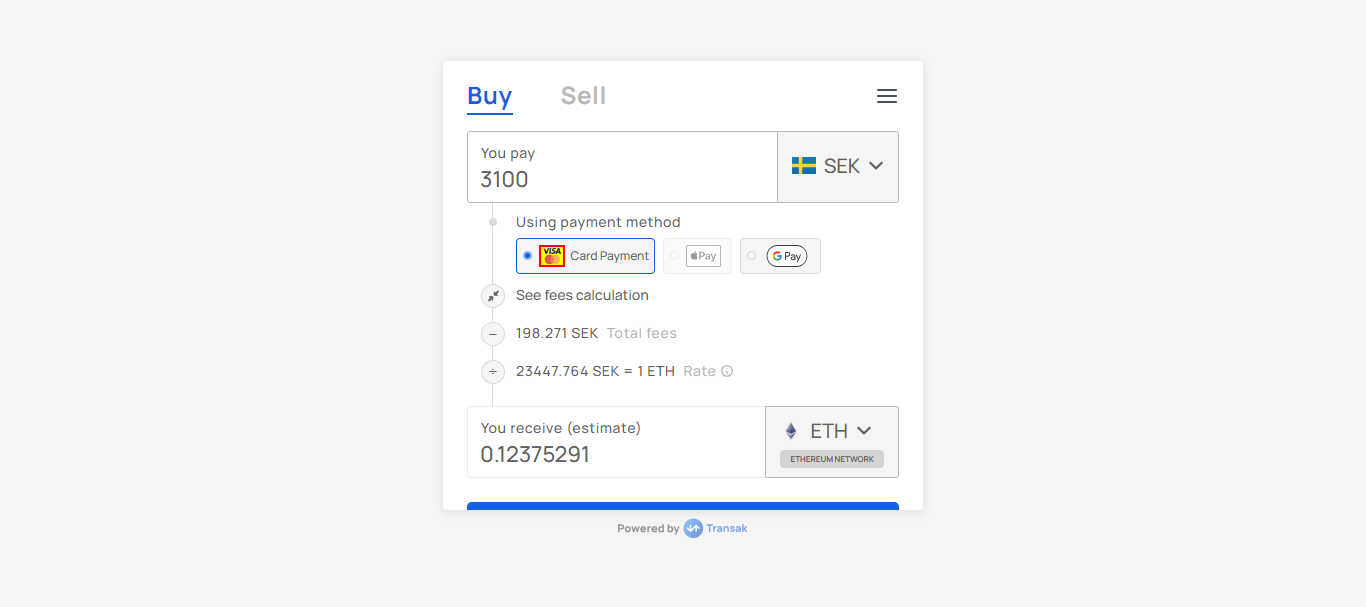 Buy Sell
You pay
3100
SEK
Using payment method
VISA Card Payment Pay G Pay
See fees calculation
198.271 SEK Total fees
23447.764 SEK = 1 ETH Rate
You receive (estimate)
0.12375291
ETH
ETHEREUM NETWORK
Powered by Transak